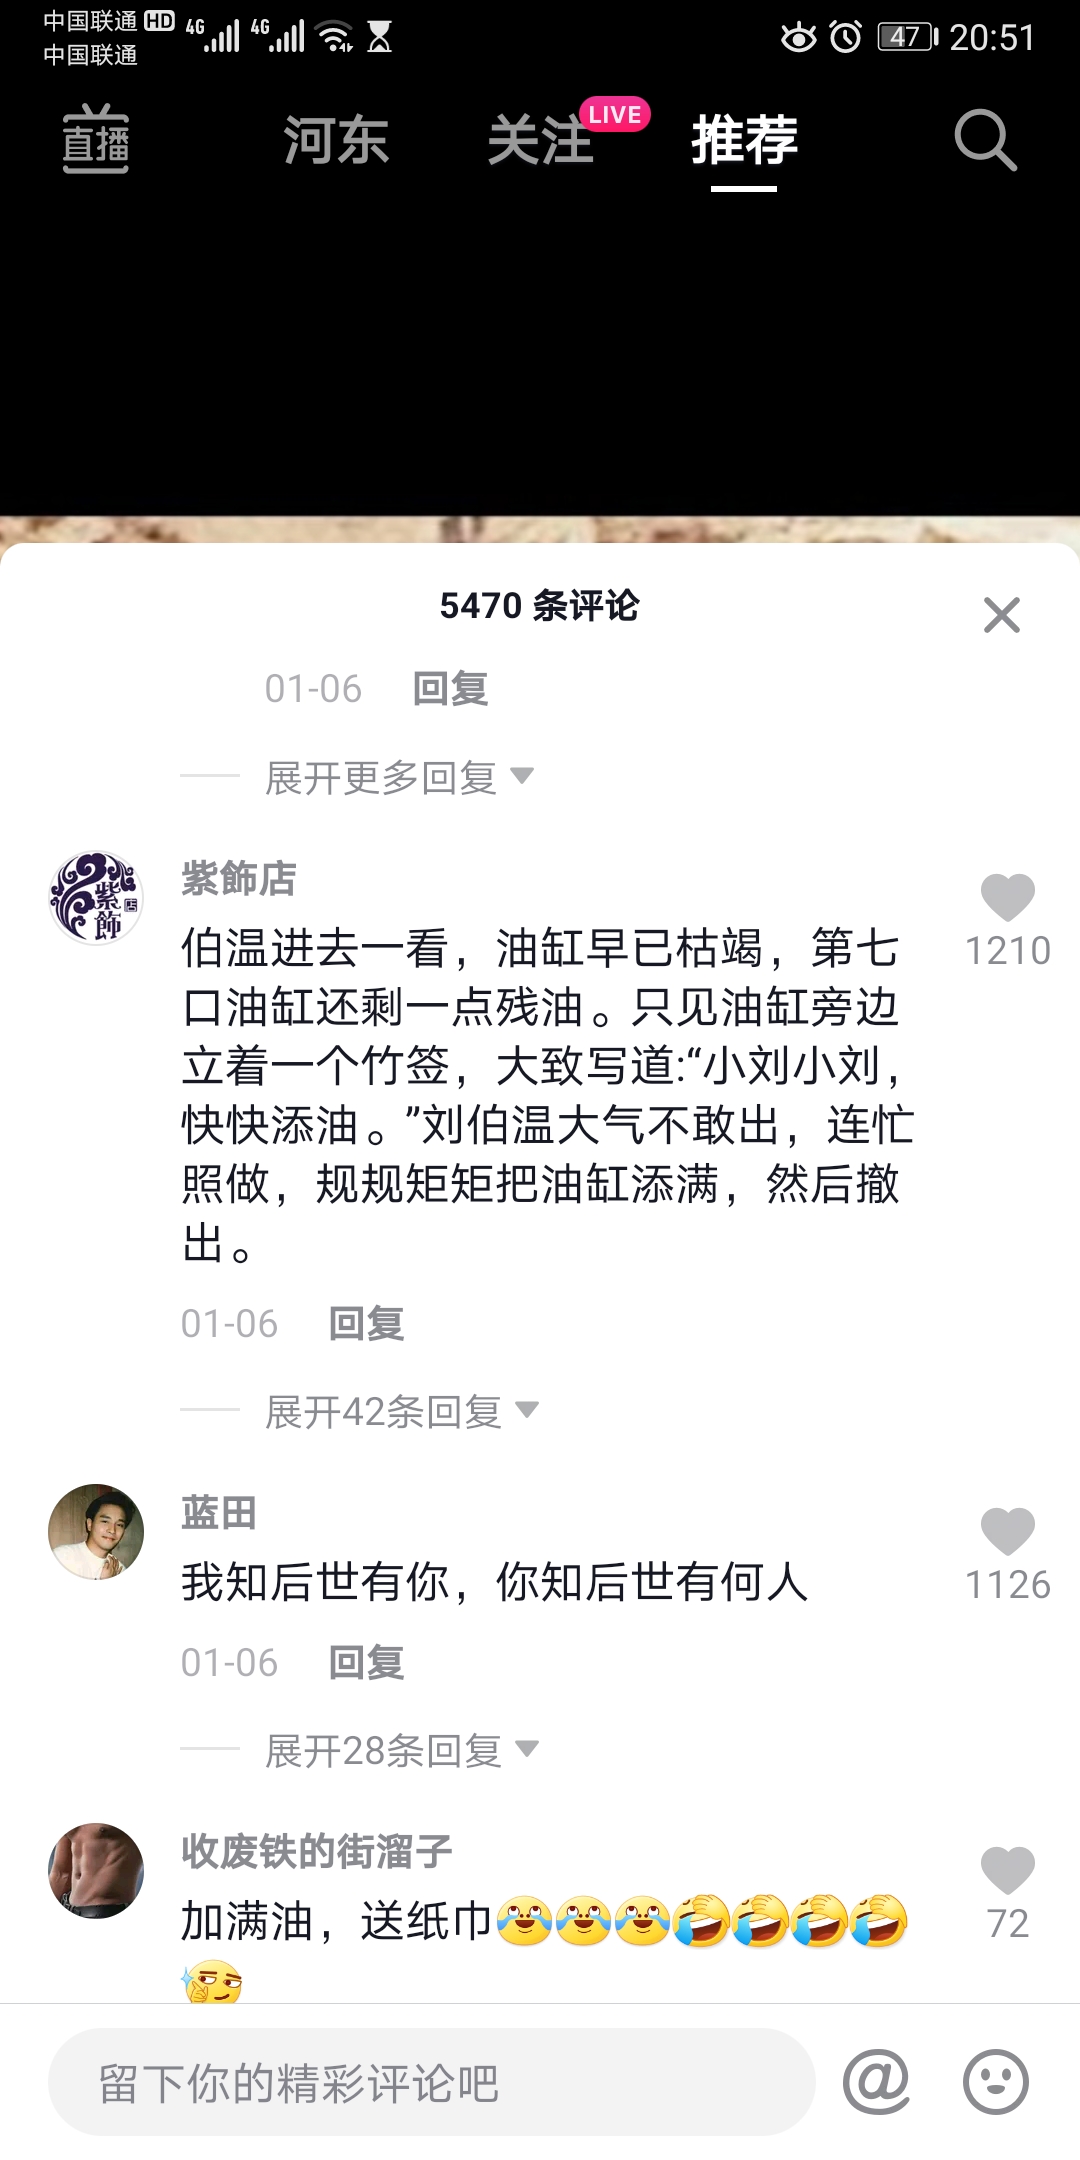 中国联通 HD 4G 4G 47 20:51
中国联通
直播 河东 关注 LIVE 推荐
5470 条评论
01-06 回复
展开更多回复
紫飾店
紫飾店
伯温进去一看，油缸早已枯竭，第七
口油缸还剩一点残油。只见油缸旁边
立着一个竹签，大致写道:“小刘小刘，
快快添油。”刘伯温大气不敢出，连忙
照做，规规矩矩把油缸添满，然后撤
出。
1210
01-06 回复
展开42条回复
蓝田
我知后世有你，你知后世有何人
1126
01-06 回复
展开28条回复
收废铁的街溜子
加满油，送纸巾
72
留下你的精彩评论吧 @